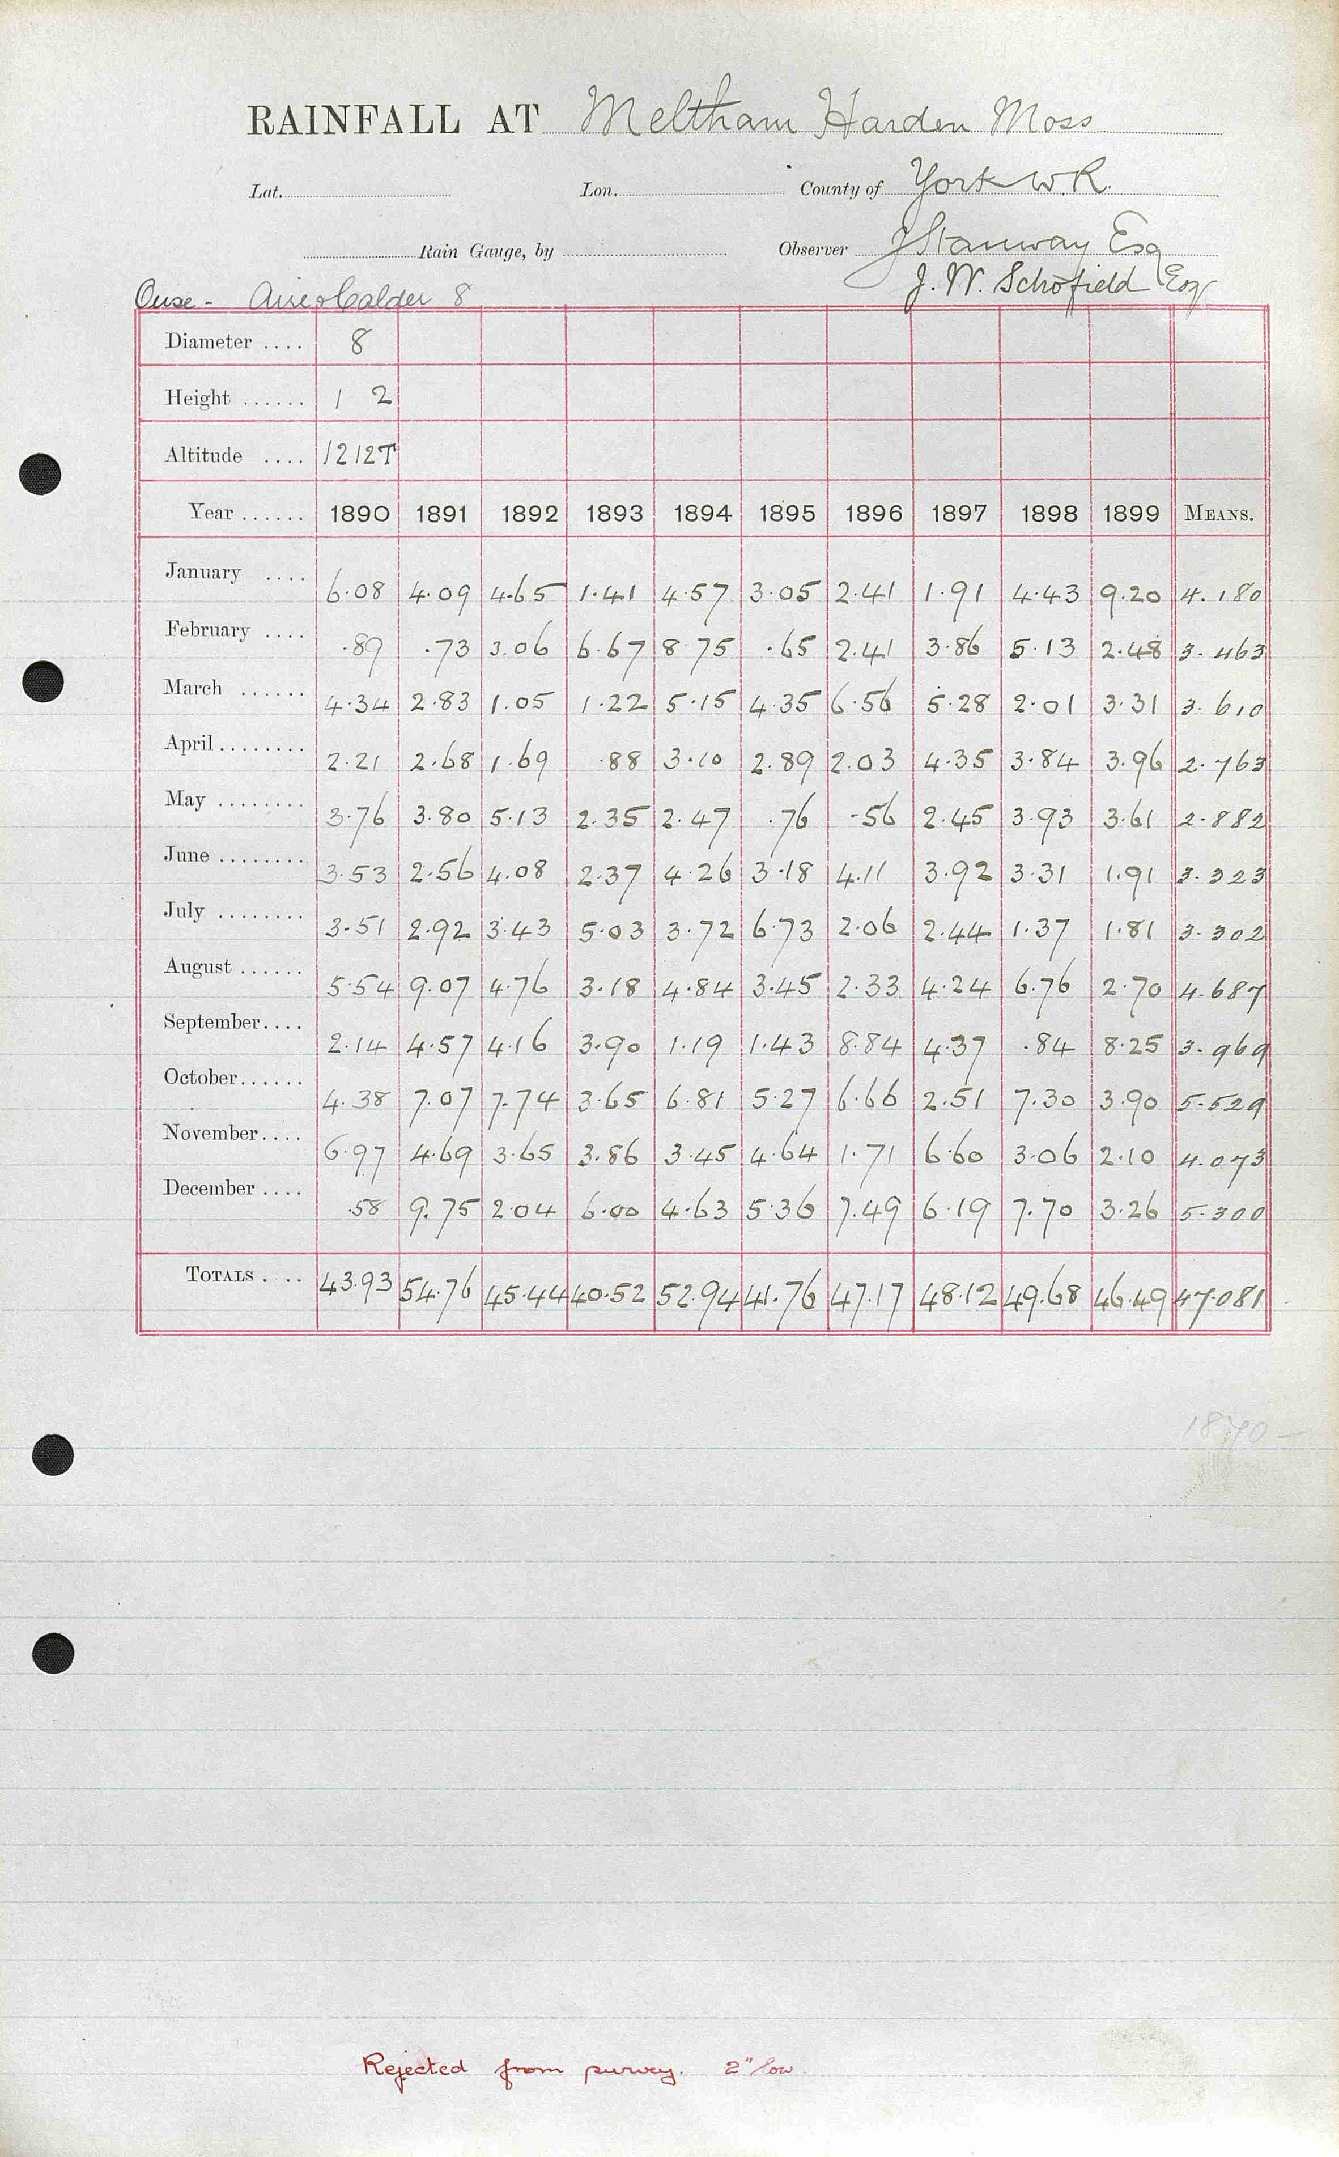 RAINFALL AT Meltham Harden Moss
Lat. Lon. County of York W.R.
Rain Gauge, by Observer J Stanway Esq
J. W. Schofield Esq
Ouse - Aire & Calder 8
Diameter .... 8
Height ...... 1 2
Altitude .... 1212T
Year ...... 1890 1891 1892 1893 1894 1895 1896 1897 1898 1899 MEANS.
January .... 6.08 4.09 4.65 1.41 4.57 3.05 2.41 1.91 4.43 9.20 4.180
February .... .89 .73 3.06 6.67 8.75 .65 2.41 3.86 5.13 2.48 3.463
March ...... 4.34 2.83 1.05 1.22 5.15 4.35 6.56 5.28 2.01 3.31 3.610
April ........ 2.21 2.68 1.69 .88 3.10 2.89 2.03 4.35 3.84 3.96 2.763
May ........ 3.76 3.80 5.13 2.35 2.47 .76 .56 2.45 3.93 3.61 2.882
June ........ 3.53 2.56 4.08 2.37 4.26 3.18 4.11 3.92 3.31 1.91 3.323
July ........ 3.51 2.92 3.43 5.03 3.72 6.73 2.06 2.44 1.37 1.81 3.302
August ...... 5.54 9.07 4.76 3.18 4.84 3.45 2.33 4.24 6.76 2.70 4.687
September .... 2.14 4.57 4.16 3.90 1.19 1.43 8.84 4.37 .84 8.25 3.969
October ...... 4.38 7.07 7.74 3.65 6.81 5.27 6.66 2.51 7.30 3.90 5.529
November .... 6.97 4.69 3.65 3.86 3.45 4.64 1.71 6.60 3.06 2.10 4.073
December .... .58 9.75 2.04 6.00 4.63 5.36 7.49 6.19 7.70 3.26 5.300
TOTALS .... 43.93 54.76 45.44 40.52 52.94 41.76 47.17 48.12 49.68 46.49 47.081
1870 -
Rejected from purvey. 2" low